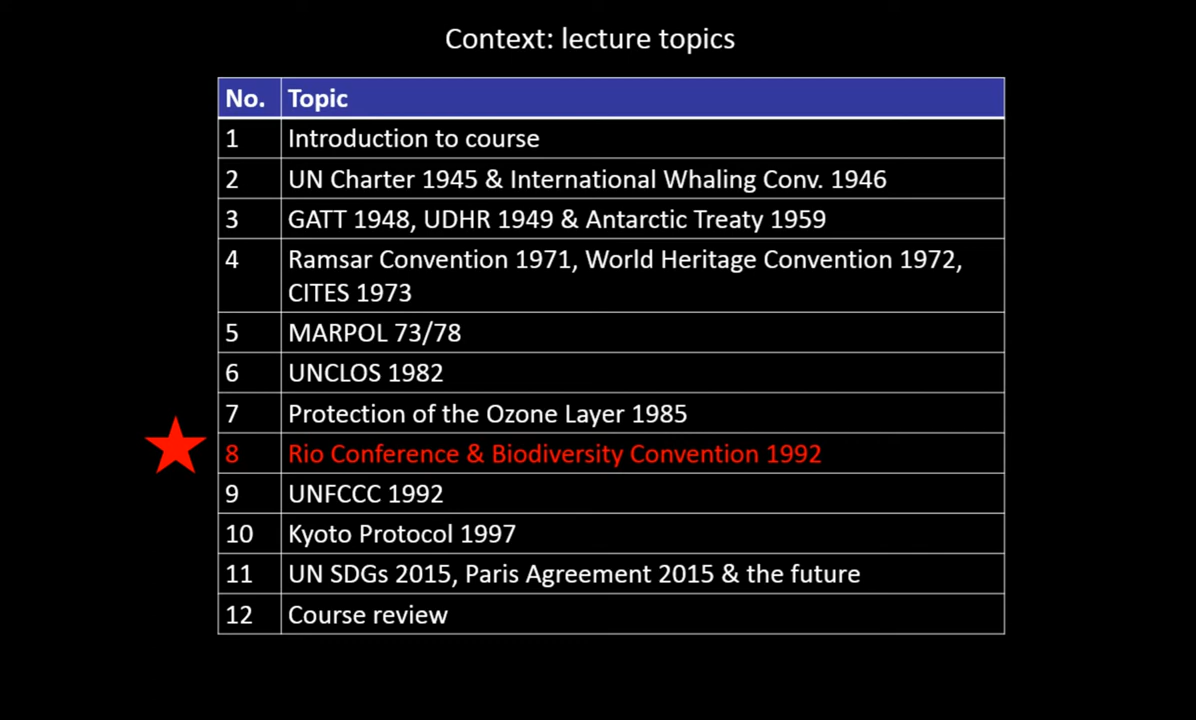 Context: lecture topics
No. Topic
1 Introduction to course
2 UN Charter 1945 & International Whaling Conv. 1946
3 GATT 1948, UDHR 1949 & Antarctic Treaty 1959
4 Ramsar Convention 1971, World Heritage Convention 1972,
CITES 1973
5 MARPOL 73/78
6 UNCLOS 1982
7 Protection of the Ozone Layer 1985
8 Rio Conference & Biodiversity Convention 1992
9 UNFCCC 1992
10 Kyoto Protocol 1997
11 UN SDGs 2015, Paris Agreement 2015 & the future
12 Course review